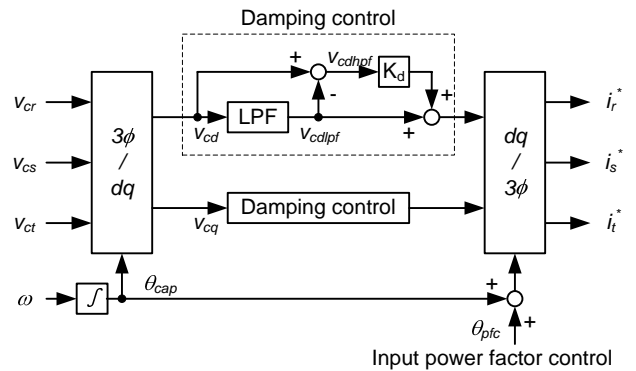 Damping control
v_cdhpf
K_d
+
+
-
+
+
v_cr
v_cs
v_ct
3ϕ
/
dq
v_cd
LPF
v_cdlpf
dq
/
3ϕ
i_r^*
i_s^*
i_t^*
v_cq
Damping control
ω
∫
θ_cap
+
θ_pfc
+
Input power factor control